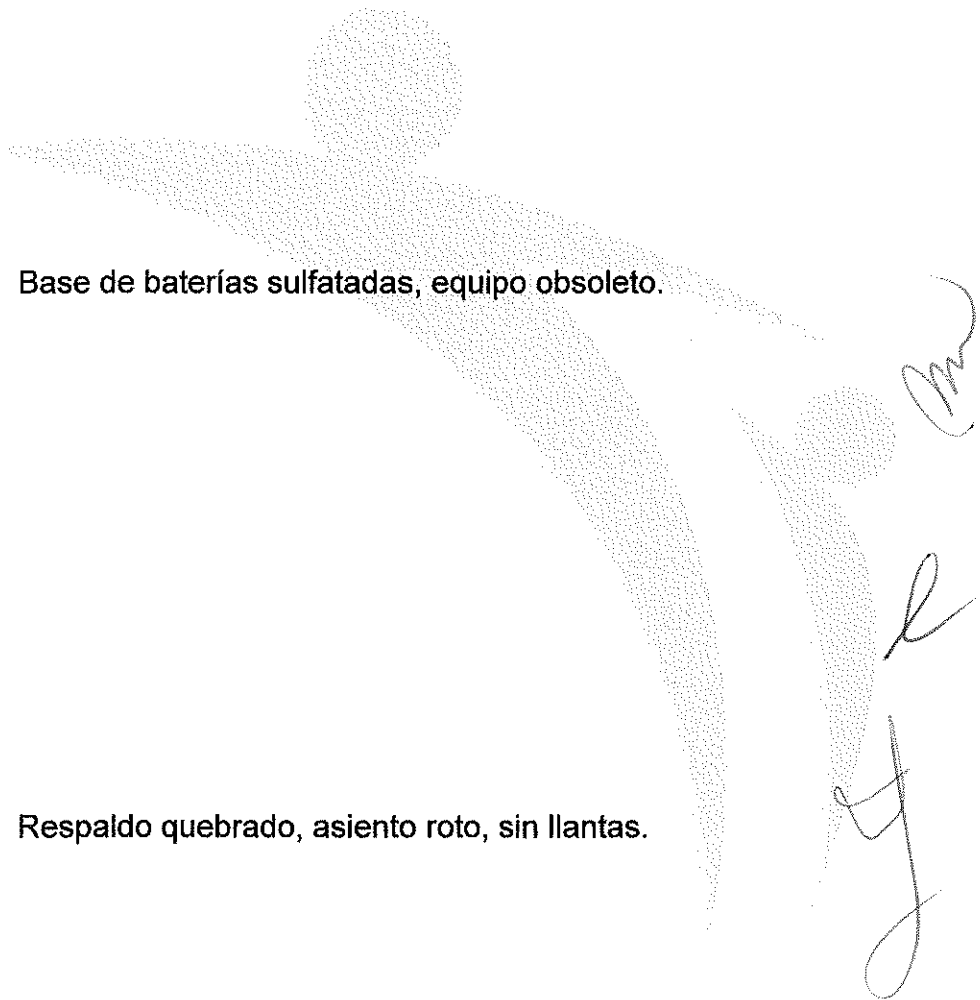 Base de baterías sulfatadas, equipo obsoleto.
Respaldo quebrado, asiento roto, sin llantas.